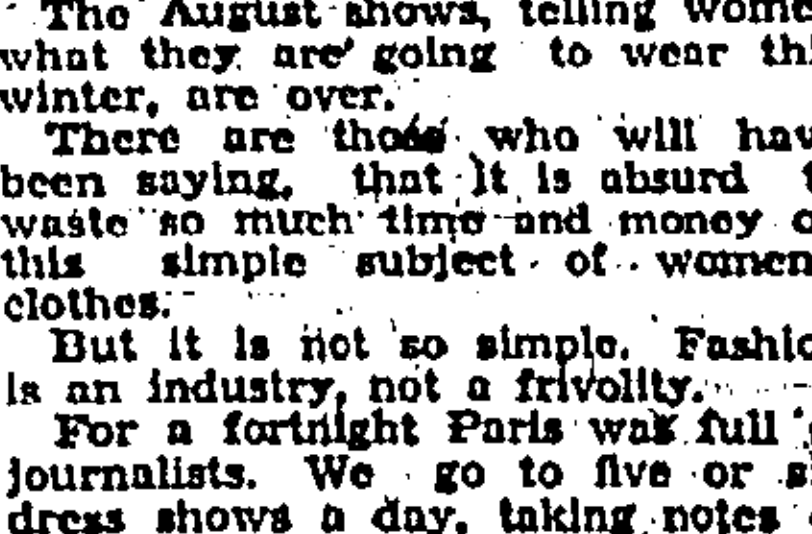 The August shows, telling wome
what they are going to wear thi
winter, are over.
There are those who will hav
been saying, that it is absurd t
waste so much time and money o
this simple subject of women
clothes.
But it is not so simple. Fashio
is an industry, not a frivolity.
For a fortnight Paris was full o
journalists. We go to five or si
dress shows a day, taking notes a